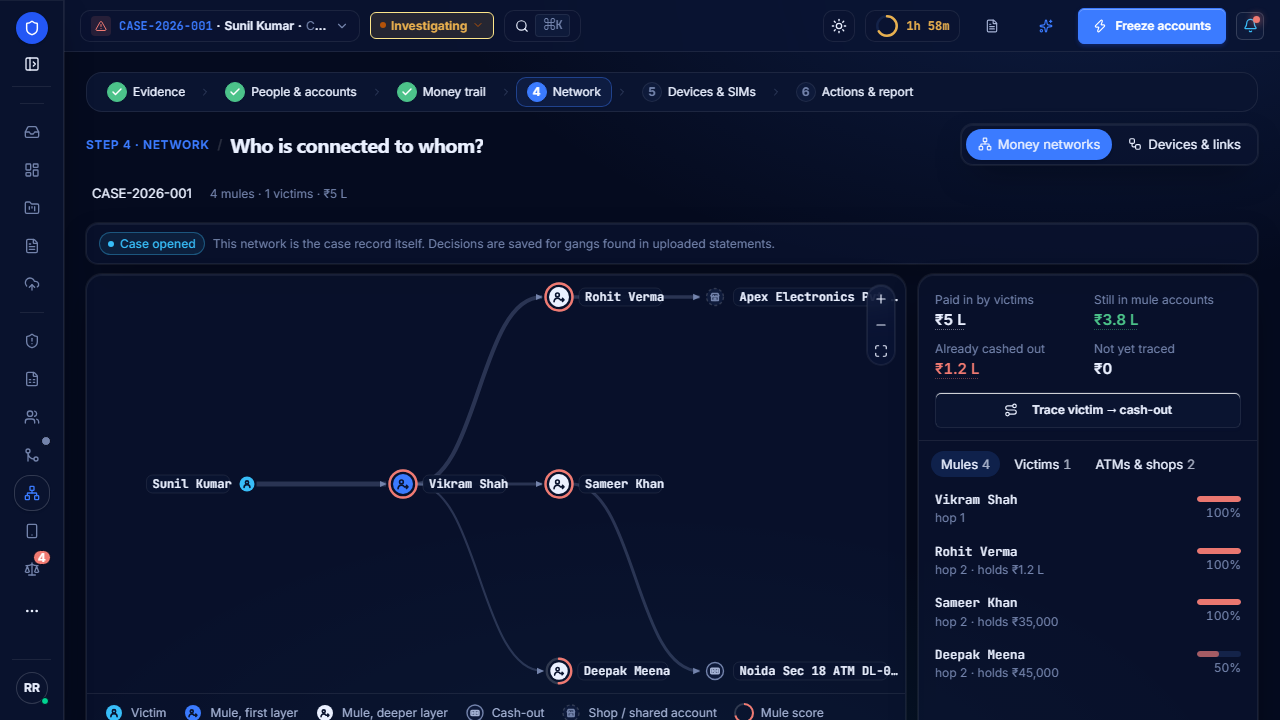 CASE-2026-001 · Sunil Kumar · C...
Investigating
⌘K
1h 58m
Freeze accounts
Evidence
People & accounts
Money trail
4 Network
5 Devices & SIMs
6 Actions & report
STEP 4 · NETWORK / Who is connected to whom?
Money networks
Devices & links
CASE-2026-001 4 mules · 1 victims · ₹5 L
Case opened This network is the case record itself. Decisions are saved for gangs found in uploaded statements.
Rohit Verma
Apex Electronics P
Sunil Kumar
Vikram Shah
Sameer Khan
Deepak Meena
Noida Sec 18 ATM DL-0…
Victim
Mule, first layer
Mule, deeper layer
Cash-out
Shop / shared account
Mule score
Paid in by victims
₹5 L
Still in mule accounts
₹3.8 L
Already cashed out
₹1.2 L
Not yet traced
₹0
Trace victim → cash-out
Mules 4
Victims 1
ATMs & shops 2
Vikram Shah
hop 1
100%
Rohit Verma
hop 2 · holds ₹1.2 L
100%
Sameer Khan
hop 2 · holds ₹35,000
100%
Deepak Meena
hop 2 · holds ₹45,000
50%
4
RR